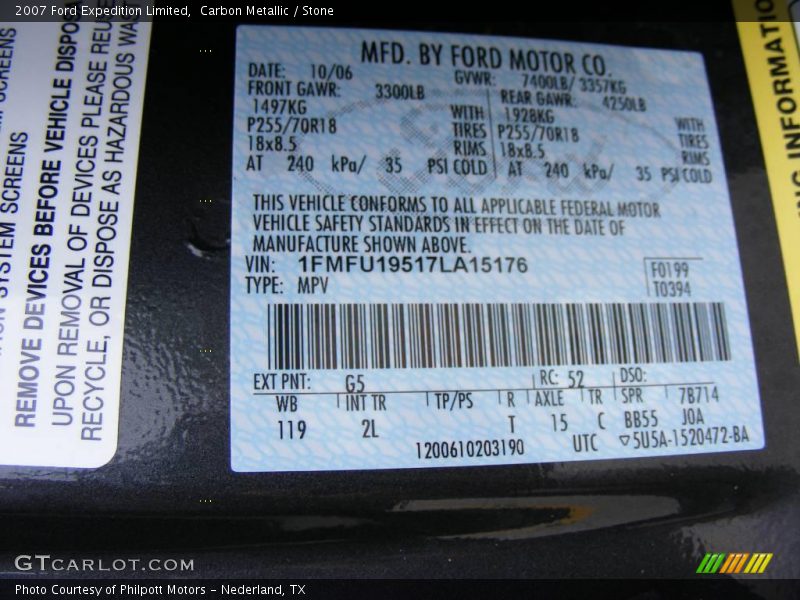 2007 Ford Expedition Limited,  Carbon Metallic / Stone
SCREENS
SYSTEM SCREENS
REMOVE DEVICES BEFORE VEHICLE DISPOSA
UPON REMOVAL OF DEVICES PLEASE REUS
RECYCLE, OR DISPOSE AS HAZARDOUS WAS
MFD. BY FORD MOTOR CO.
DATE: 10/06 GVWR: 7400LB/ 3357KG
FRONT GAWR: 3300LB REAR GAWR: 4250LB
1497KG WITH 1928KG WITH
P255/70R18 TIRES P255/70R18 TIRES
18x8.5 RIMS 18x8.5 RIMS
AT 240 kPa/ 35 PSI COLD AT 240 kPa/ 35 PSI COLD
THIS VEHICLE CONFORMS TO ALL APPLICABLE FEDERAL MOTOR
VEHICLE SAFETY STANDARDS IN EFFECT ON THE DATE OF
MANUFACTURE SHOWN ABOVE.
VIN: 1FMFU19517LA15176 F0199
TYPE: MPV T0394
EXT PNT: G5 RC: 52 DSO:
WB INT TR TP/PS R AXLE TR SPR 7B714
119 2L T 15 C BB55 JOA
1200610203190 UTC ▽5U5A-1520472-BA
INFORMATIO
GTCARLOT.COM
Photo Courtesy of Philpott Motors - Nederland, TX